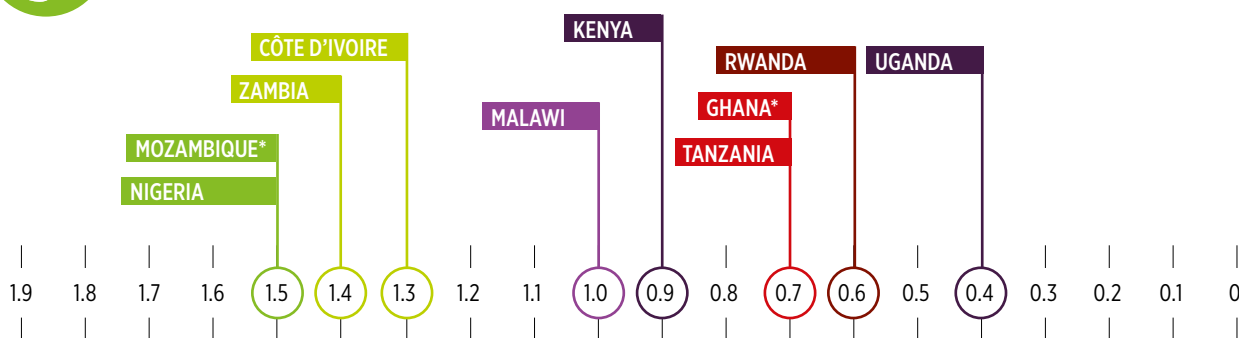 KENYA
CÔTE D'IVOIRE
RWANDA
UGANDA
ZAMBIA
GHANA*
MALAWI
MOZAMBIQUE*
TANZANIA
NIGERIA
1.9 1.8 1.7 1.6 1.5 1.4 1.3 1.2 1.1 1.0 0.9 0.8 0.7 0.6 0.5 0.4 0.3 0.2 0.1 0